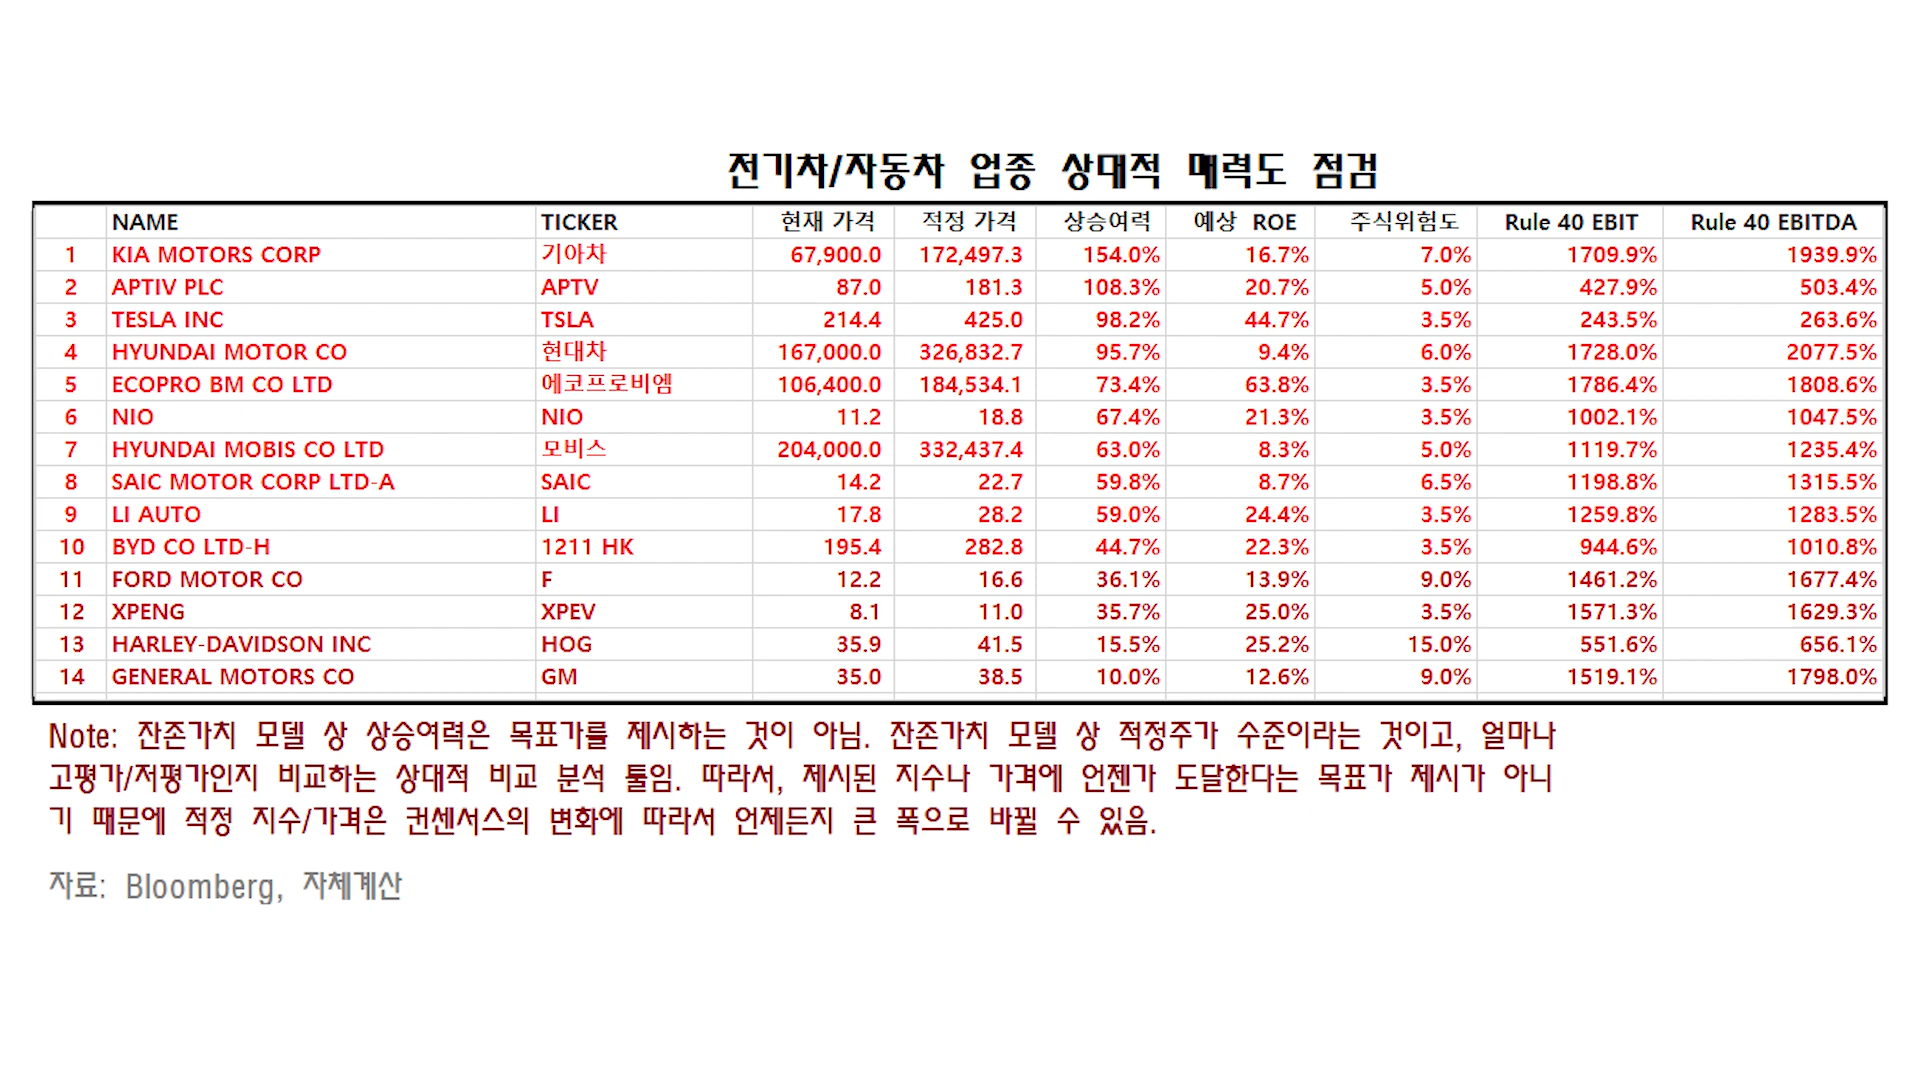 전기차/자동차 업종 상대적 매력도 점검
NAME TICKER 현재 가격 적정 가격 상승여력 예상 ROE 주식위험도 Rule 40 EBIT Rule 40 EBITDA
1 KIA MOTORS CORP 기아차 67,900.0 172,497.3 154.0% 16.7% 7.0% 1709.9% 1939.9%
2 APTIV PLC APTV 87.0 181.3 108.3% 20.7% 5.0% 427.9% 503.4%
3 TESLA INC TSLA 214.4 425.0 98.2% 44.7% 3.5% 243.5% 263.6%
4 HYUNDAI MOTOR CO 현대차 167,000.0 326,832.7 95.7% 9.4% 6.0% 1728.0% 2077.5%
5 ECOPRO BM CO LTD 에코프로비엠 106,400.0 184,534.1 73.4% 63.8% 3.5% 1786.4% 1808.6%
6 NIO NIO 11.2 18.8 67.4% 21.3% 3.5% 1002.1% 1047.5%
7 HYUNDAI MOBIS CO LTD 모비스 204,000.0 332,437.4 63.0% 8.3% 5.0% 1119.7% 1235.4%
8 SAIC MOTOR CORP LTD-A SAIC 14.2 22.7 59.8% 8.7% 6.5% 1198.8% 1315.5%
9 LI AUTO LI 17.8 28.2 59.0% 24.4% 3.5% 1259.8% 1283.5%
10 BYD CO LTD-H 1211 HK 195.4 282.8 44.7% 22.3% 3.5% 944.6% 1010.8%
11 FORD MOTOR CO F 12.2 16.6 36.1% 13.9% 9.0% 1461.2% 1677.4%
12 XPENG XPEV 8.1 11.0 35.7% 25.0% 3.5% 1571.3% 1629.3%
13 HARLEY-DAVIDSON INC HOG 35.9 41.5 15.5% 25.2% 15.0% 551.6% 656.1%
14 GENERAL MOTORS CO GM 35.0 38.5 10.0% 12.6% 9.0% 1519.1% 1798.0%
Note: 잔존가치 모델 상 상승여력은 목표가를 제시하는 것이 아님. 잔존가치 모델 상 적정주가 수준이라는 것이고, 얼마나
고평가/저평가인지 비교하는 상대적 비교 분석 툴임. 따라서, 제시된 지수나 가격에 언젠가 도달한다는 목표가 제시가 아니
기 때문에 적정 지수/가격은 컨센서스의 변화에 따라서 언제든지 큰 폭으로 바뀔 수 있음.
자료: Bloomberg, 자체계산